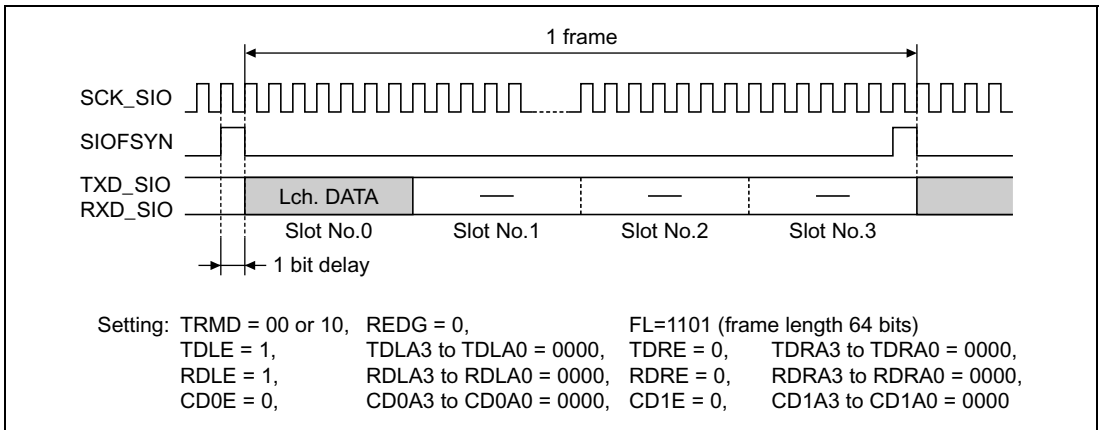 1 frame
SCK_SIO
SIOFSYN
TXD_SIO
RXD_SIO
Lch. DATA
Slot No.0 Slot No.1 Slot No.2 Slot No.3
1 bit delay
Setting: TRMD = 00 or 10, REDG = 0, FL=1101 (frame length 64 bits)
TDLE = 1, TDLA3 to TDLA0 = 0000, TDRE = 0, TDRA3 to TDRA0 = 0000,
RDLE = 1, RDLA3 to RDLA0 = 0000, RDRE = 0, RDRA3 to RDRA0 = 0000,
CD0E = 0, CD0A3 to CD0A0 = 0000, CD1E = 0, CD1A3 to CD1A0 = 0000